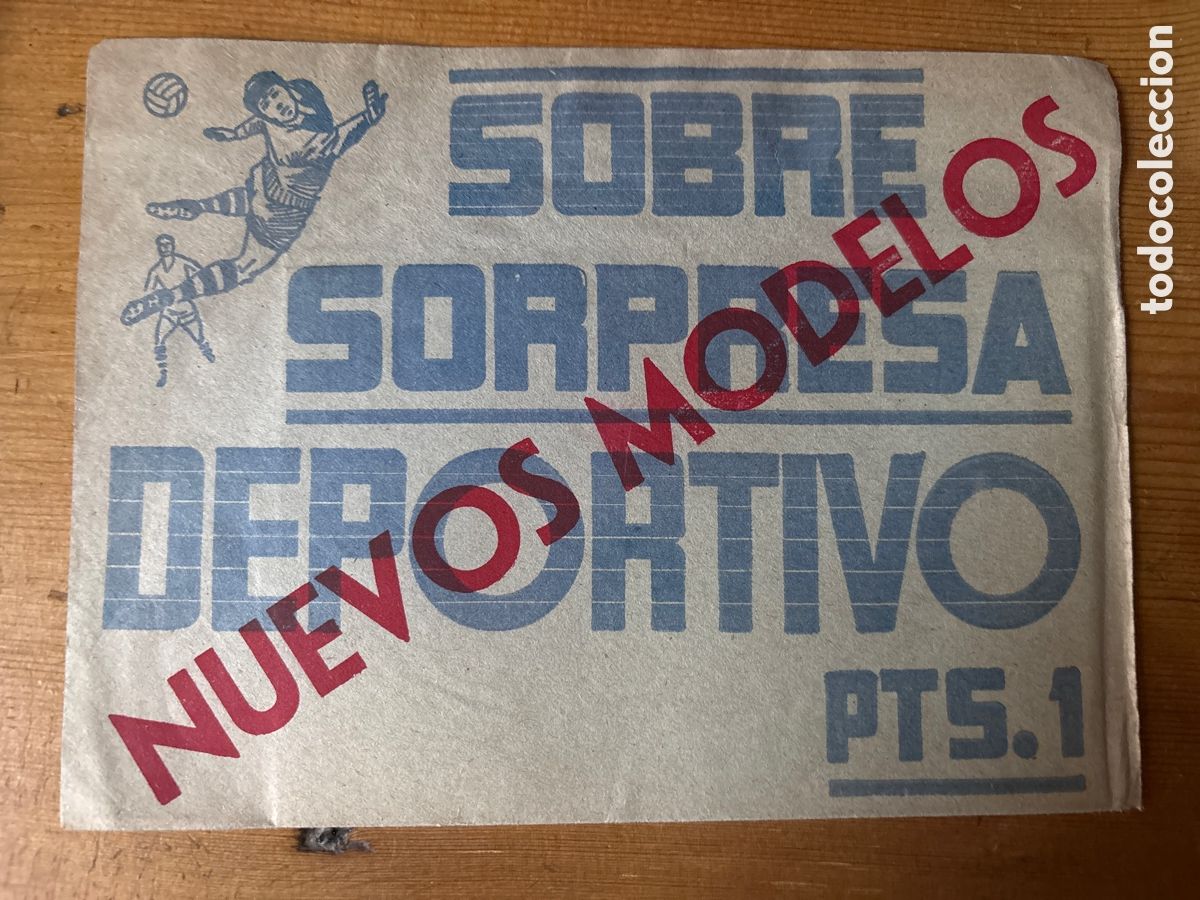 SOBRE
SORPRESA
DEPORTIVO
NUEVOS MODELOS
PTS.1
todocoleccion